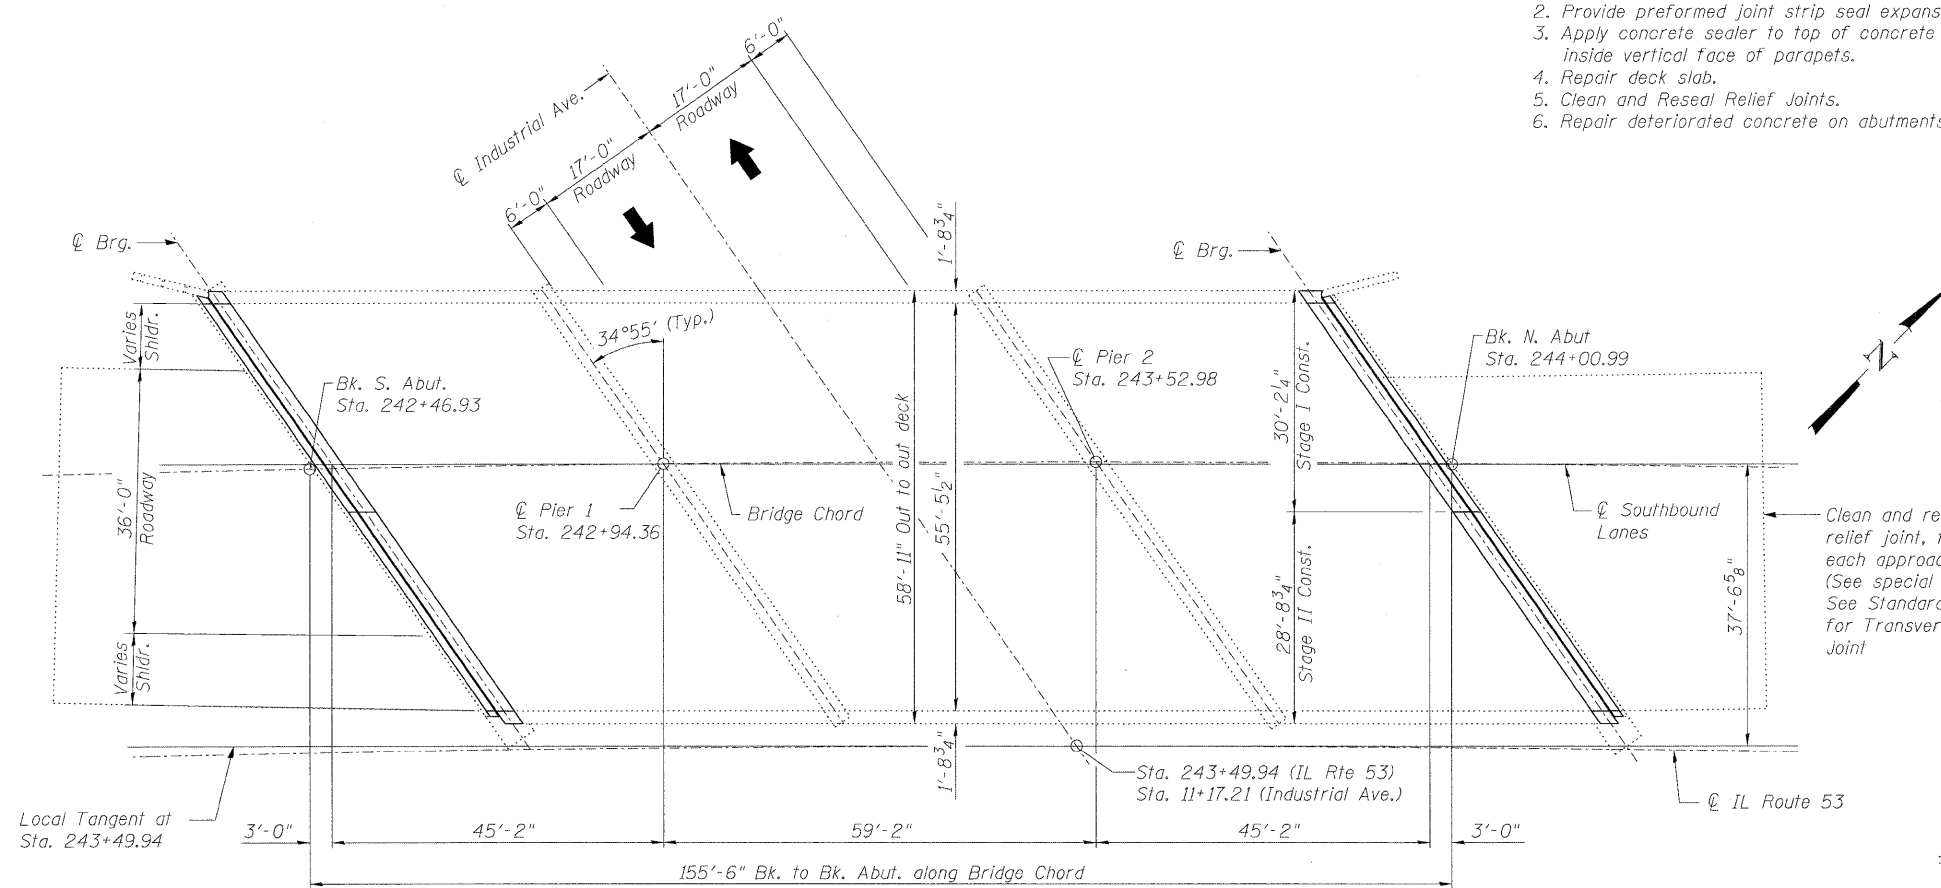 2. Provide preformed joint strip seal expans
3. Apply concrete sealer to top of concrete
inside vertical face of parapets.
4. Repair deck slab.
5. Clean and Reseal Relief Joints.
6. Repair deteriorated concrete on abutments
6'-0"
17'-0"
Roadway
℄ Industrial Ave.
17'-0"
Roadway
6'-0"
1'-8¾"
℄ Brg.
℄ Brg.
Varies
Shldr.
34°55' (Typ.)
Bk. S. Abut.
Sta. 242+46.93
℄ Pier 2
Sta. 243+52.98
Bk. N. Abut
Sta. 244+00.99
N
36'-0"
Roadway
58'-11" Out to out deck
55'-5½"
30'-2¼"
Stage I Const.
℄ Pier 1
Sta. 242+94.36
Bridge Chord
℄ Southbound
Lanes
Clean and re
relief joint,
each approac
(See special
See Standard
for Transver
Joint
28'-8¾"
Stage II Const.
37'-6⅝"
Varies
Shldr.
1'-8¾"
Sta. 243+49.94 (IL Rte 53)
Sta. 11+17.21 (Industrial Ave.)
℄ IL Route 53
Local Tangent at
Sta. 243+49.94
3'-0"
45'-2"
59'-2"
45'-2"
3'-0"
155'-6" Bk. to Bk. Abut. along Bridge Chord